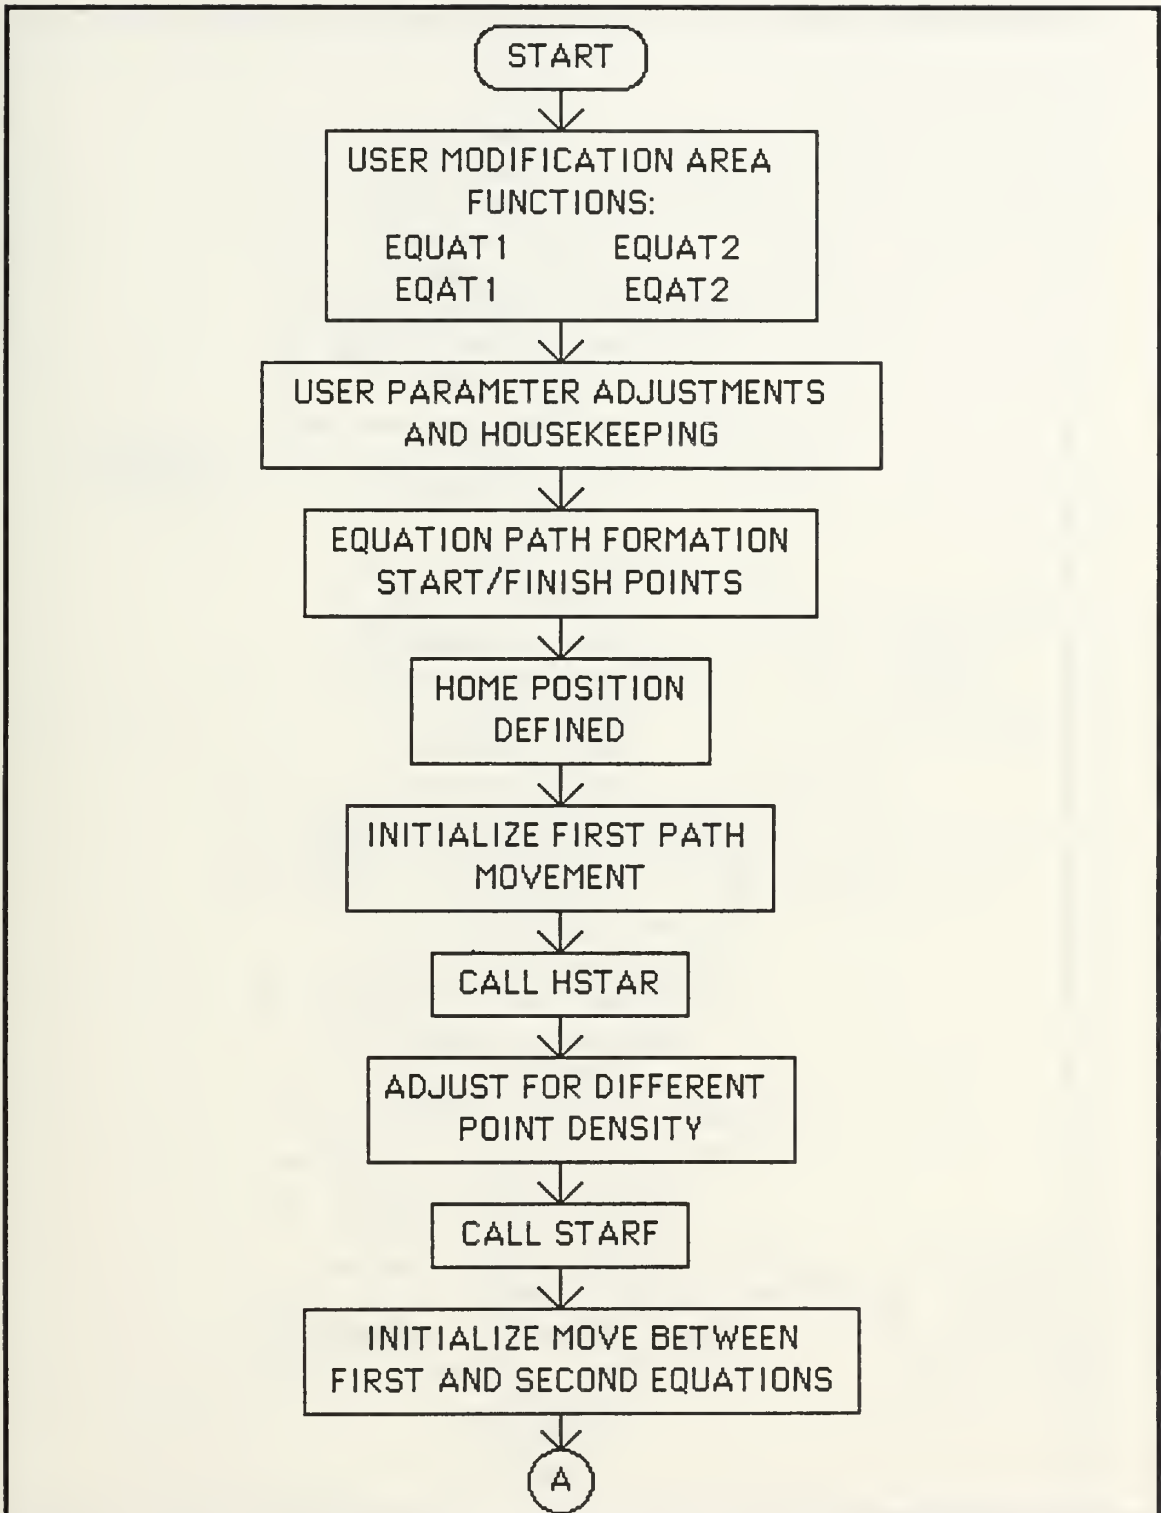 START
USER MODIFICATION AREA
FUNCTIONS:
EQUAT1 EQUAT2
EQAT1 EQAT2
USER PARAMETER ADJUSTMENTS
AND HOUSEKEEPING
EQUATION PATH FORMATION
START/FINISH POINTS
HOME POSITION
DEFINED
INITIALIZE FIRST PATH
MOVEMENT
CALL HSTAR
ADJUST FOR DIFFERENT
POINT DENSITY
CALL STARF
INITIALIZE MOVE BETWEEN
FIRST AND SECOND EQUATIONS
A